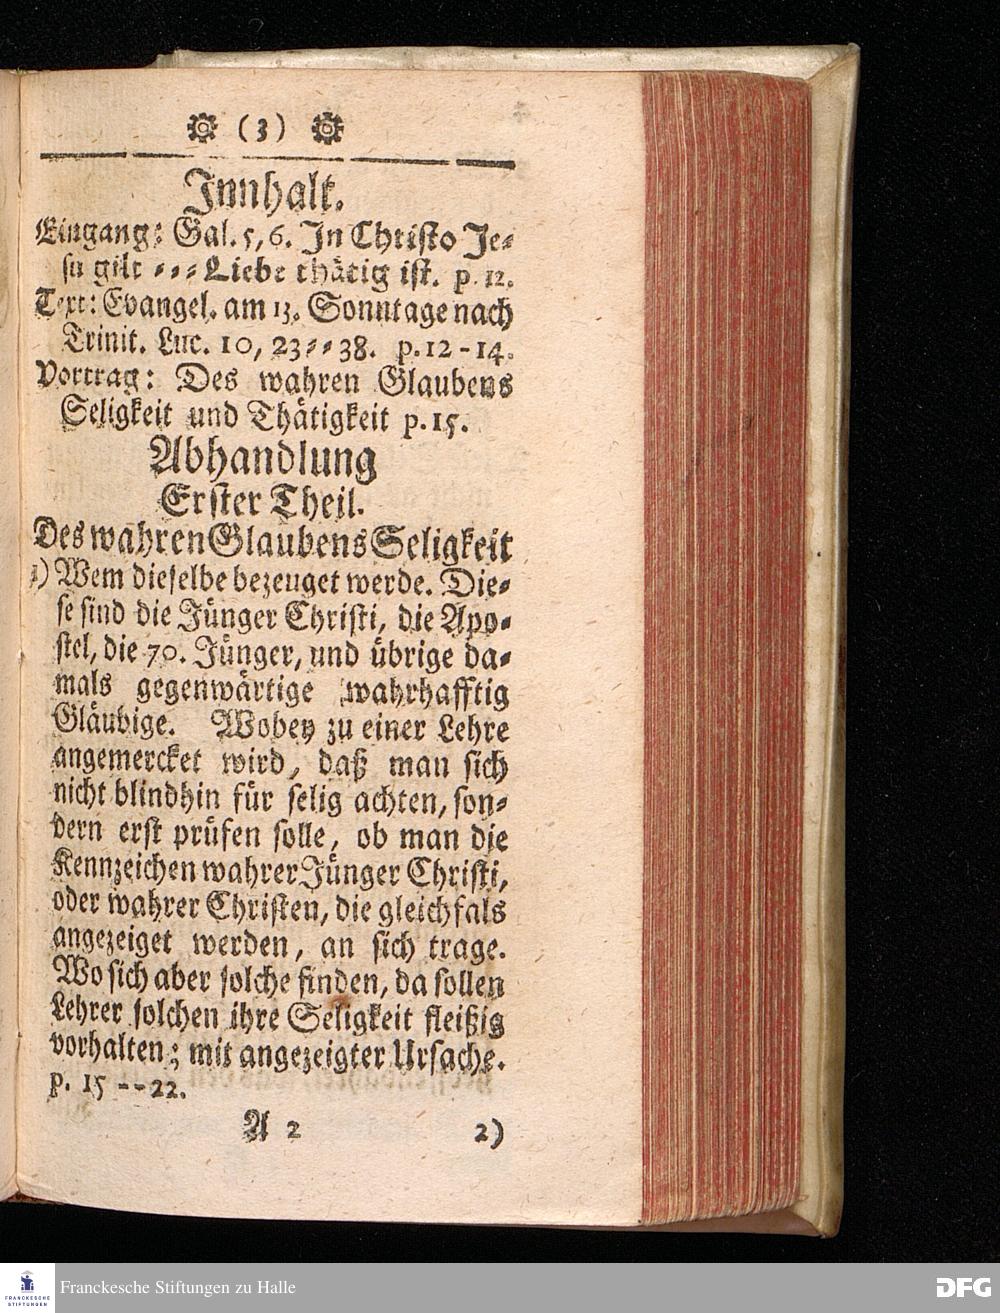 (3)
Innhalt.
Eingang: Gal. 5, 6. In Christo Je-
su gilt - - - Liebe thätig ist. p. 12.
Text: Evangel. am 13. Sonntage nach
Trinit. Luc. 10, 23--38. p. 12-14.
Vortrag: Des wahren Glaubens
Seligkeit und Thätigkeit p. 15.
Abhandlung
Erster Theil.
Des wahren Glaubens Seligkeit
1) Wem dieselbe bezeuget werde. Die-
se sind die Jünger Christi, die Apo-
stel, die 70. Jünger, und übrige da-
mals gegenwärtige wahrhafftig
Gläubige. Wobey zu einer Lehre
angemercket wird, daß man sich
nicht blindhin für selig achten, son-
dern erst prüfen solle, ob man die
Kennzeichen wahrer Jünger Christi,
oder wahrer Christen, die gleichfals
angezeiget werden, an sich trage.
Wo sich aber solche finden, da sollen
Lehrer solchen ihre Seligkeit fleißig
vorhalten; mit angezeigter Ursache.
p. 15 -- 22.
A 2 2)
FRANCKESCHE STIFTUNGEN
Franckesche Stiftungen zu Halle
DFG